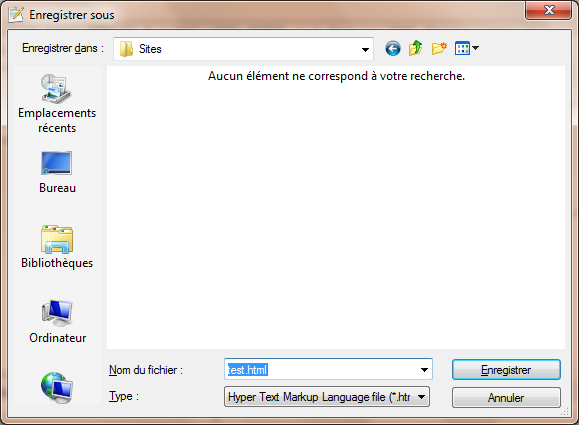 Enregistrer sous
Enregistrer dans :
Sites
Aucun élément ne correspond à votre recherche.
Emplacements
récents
Bureau
Bibliothèques
Ordinateur
Nom du fichier :
test.html
Enregistrer
Type :
Hyper Text Markup Language file (*.htr
Annuler